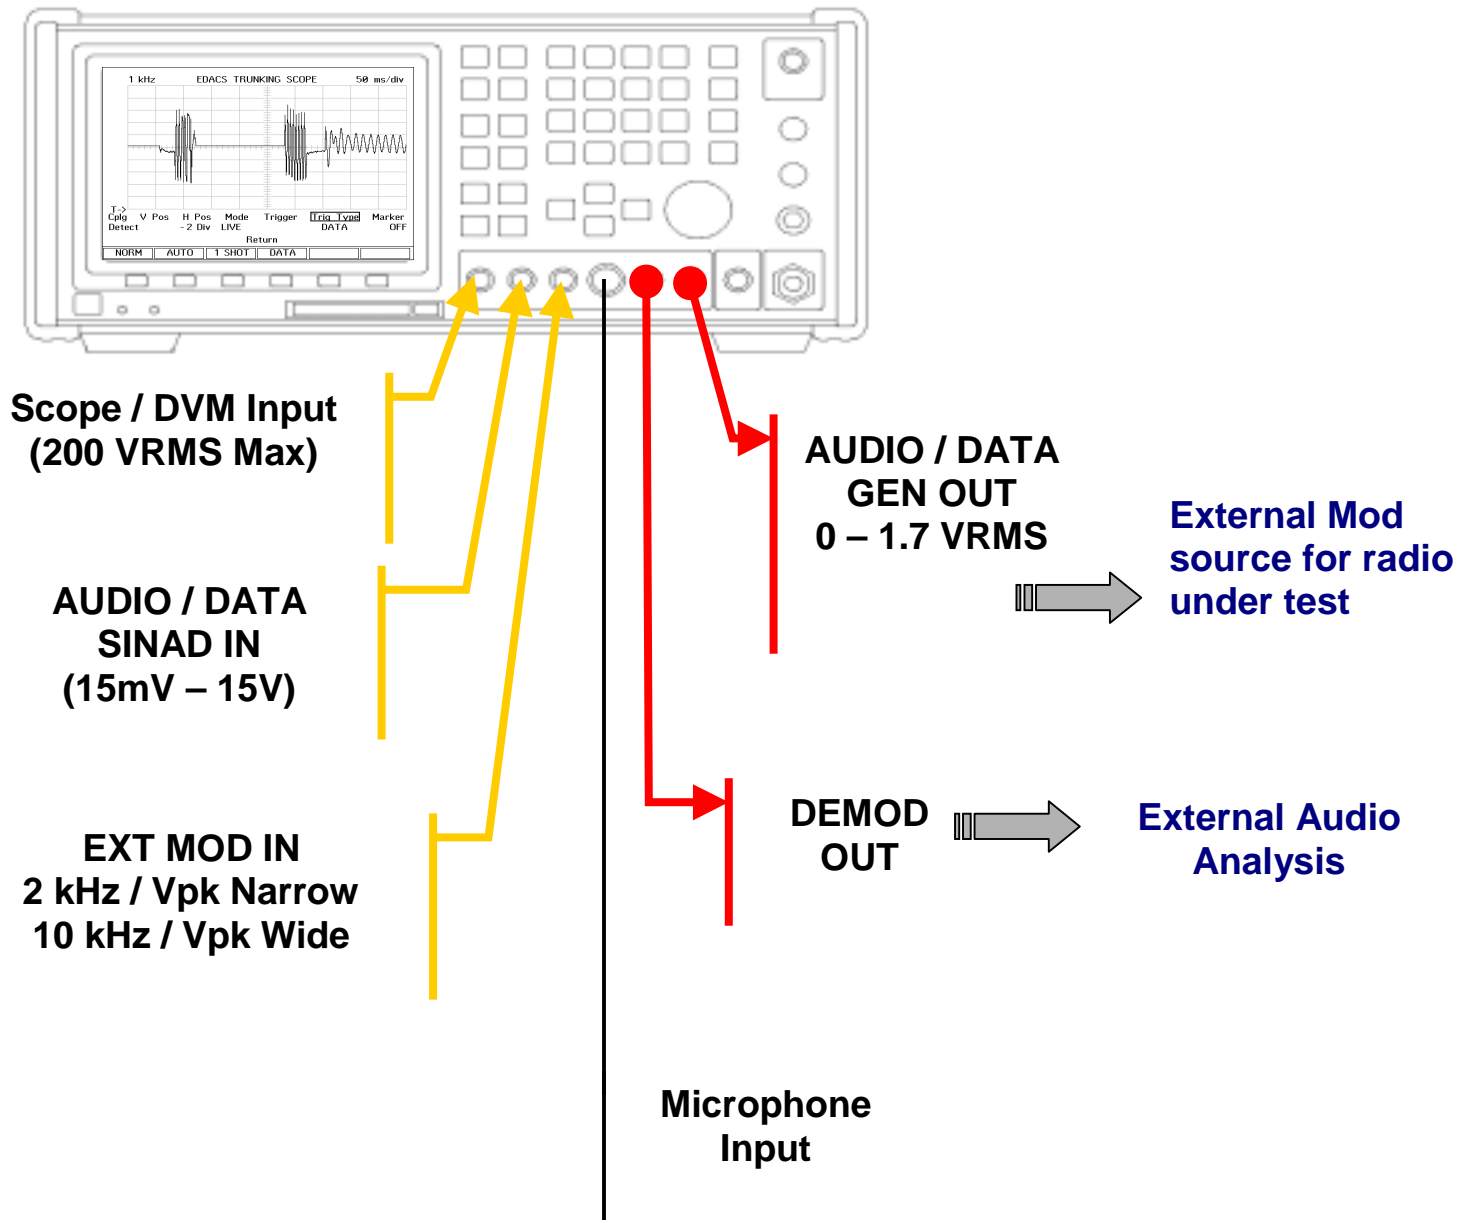 1 kHz EDACS TRUNKING SCOPE 50 ms/div
T->
Cplg V Pos H Pos Mode Trigger Trig Type Marker
Detect -2 Div LIVE DATA OFF
Return
NORM AUTO 1 SHOT DATA
Scope / DVM Input
(200 VRMS Max)
AUDIO / DATA
SINAD IN
(15mV – 15V)
EXT MOD IN
2 kHz / Vpk Narrow
10 kHz / Vpk Wide
AUDIO / DATA
GEN OUT
0 – 1.7 VRMS
External Mod
source for radio
under test
DEMOD
OUT
External Audio
Analysis
Microphone
Input